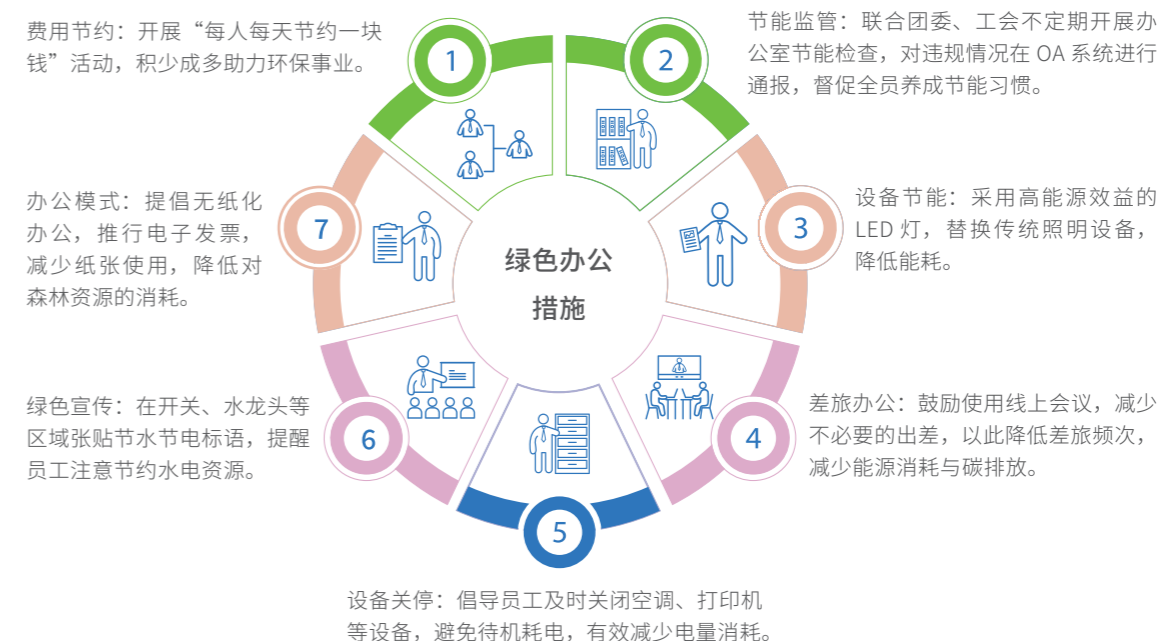 费用节约：开展“每人每天节约一块
钱”活动，积少成多助力环保事业。
1
2
节能监管：联合团委、工会不定期开展办
公室节能检查，对违规情况在 OA 系统进行
通报，督促全员养成节能习惯。
3
设备节能：采用高能源效益的
LED 灯，替换传统照明设备，
降低能耗。
4
差旅办公：鼓励使用线上会议，减少
不必要的出差，以此降低差旅频次，
减少能源消耗与碳排放。
5
设备关停：倡导员工及时关闭空调、打印机
等设备，避免待机耗电，有效减少电量消耗。
6
绿色宣传：在开关、水龙头等
区域张贴节水节电标语，提醒
员工注意节约水电资源。
7
办公模式：提倡无纸化
办公，推行电子发票，
减少纸张使用，降低对
森林资源的消耗。
绿色办公
措施